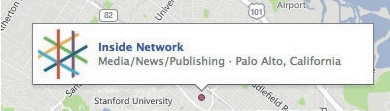 Airport
82
101
Inside Network
Media/News/Publishing · Palo Alto, California
Stanford University